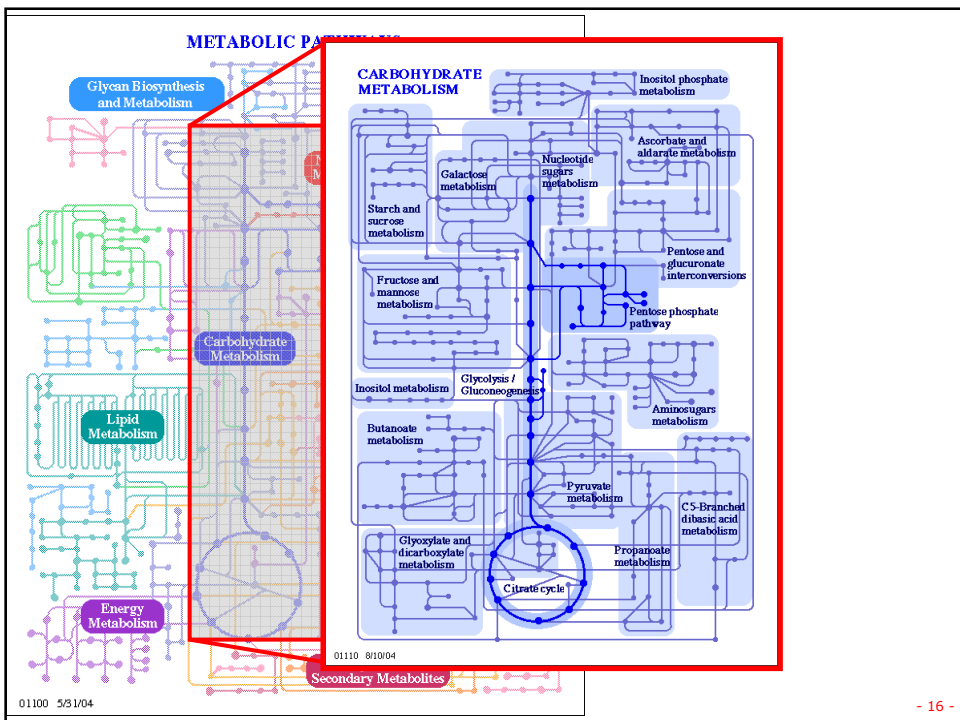 METABOLIC
Glycan Biosynthesis
and Metabolism
Carbohydrate
Metabolism
Lipid
Metabolism
Energy
Metabolism
Secondary Metabolites
01100 5/31/04
CARBOHYDRATE
METABOLISM
Inositol phosphate
metabolism
Ascorbate and
aldarate metabolism
Nucleotide
sugars
metabolism
Galactose
metabolism
Starch and
sucrose
metabolism
Pentose and
glucuronate
interconversions
Fructose and
mannose
metabolism
Pentose phosphate
pathway
Glycolysis /
Gluconeogenesis
Inositol metabolism
Aminosugars
metabolism
Butanoate
metabolism
Pyruvate
metabolism
C5-Branched
dibasic acid
metabolism
Glyoxylate and
dicarboxylate
metabolism
Propanoate
metabolism
Citrate cycle
01110 8/10/04
- 16 -